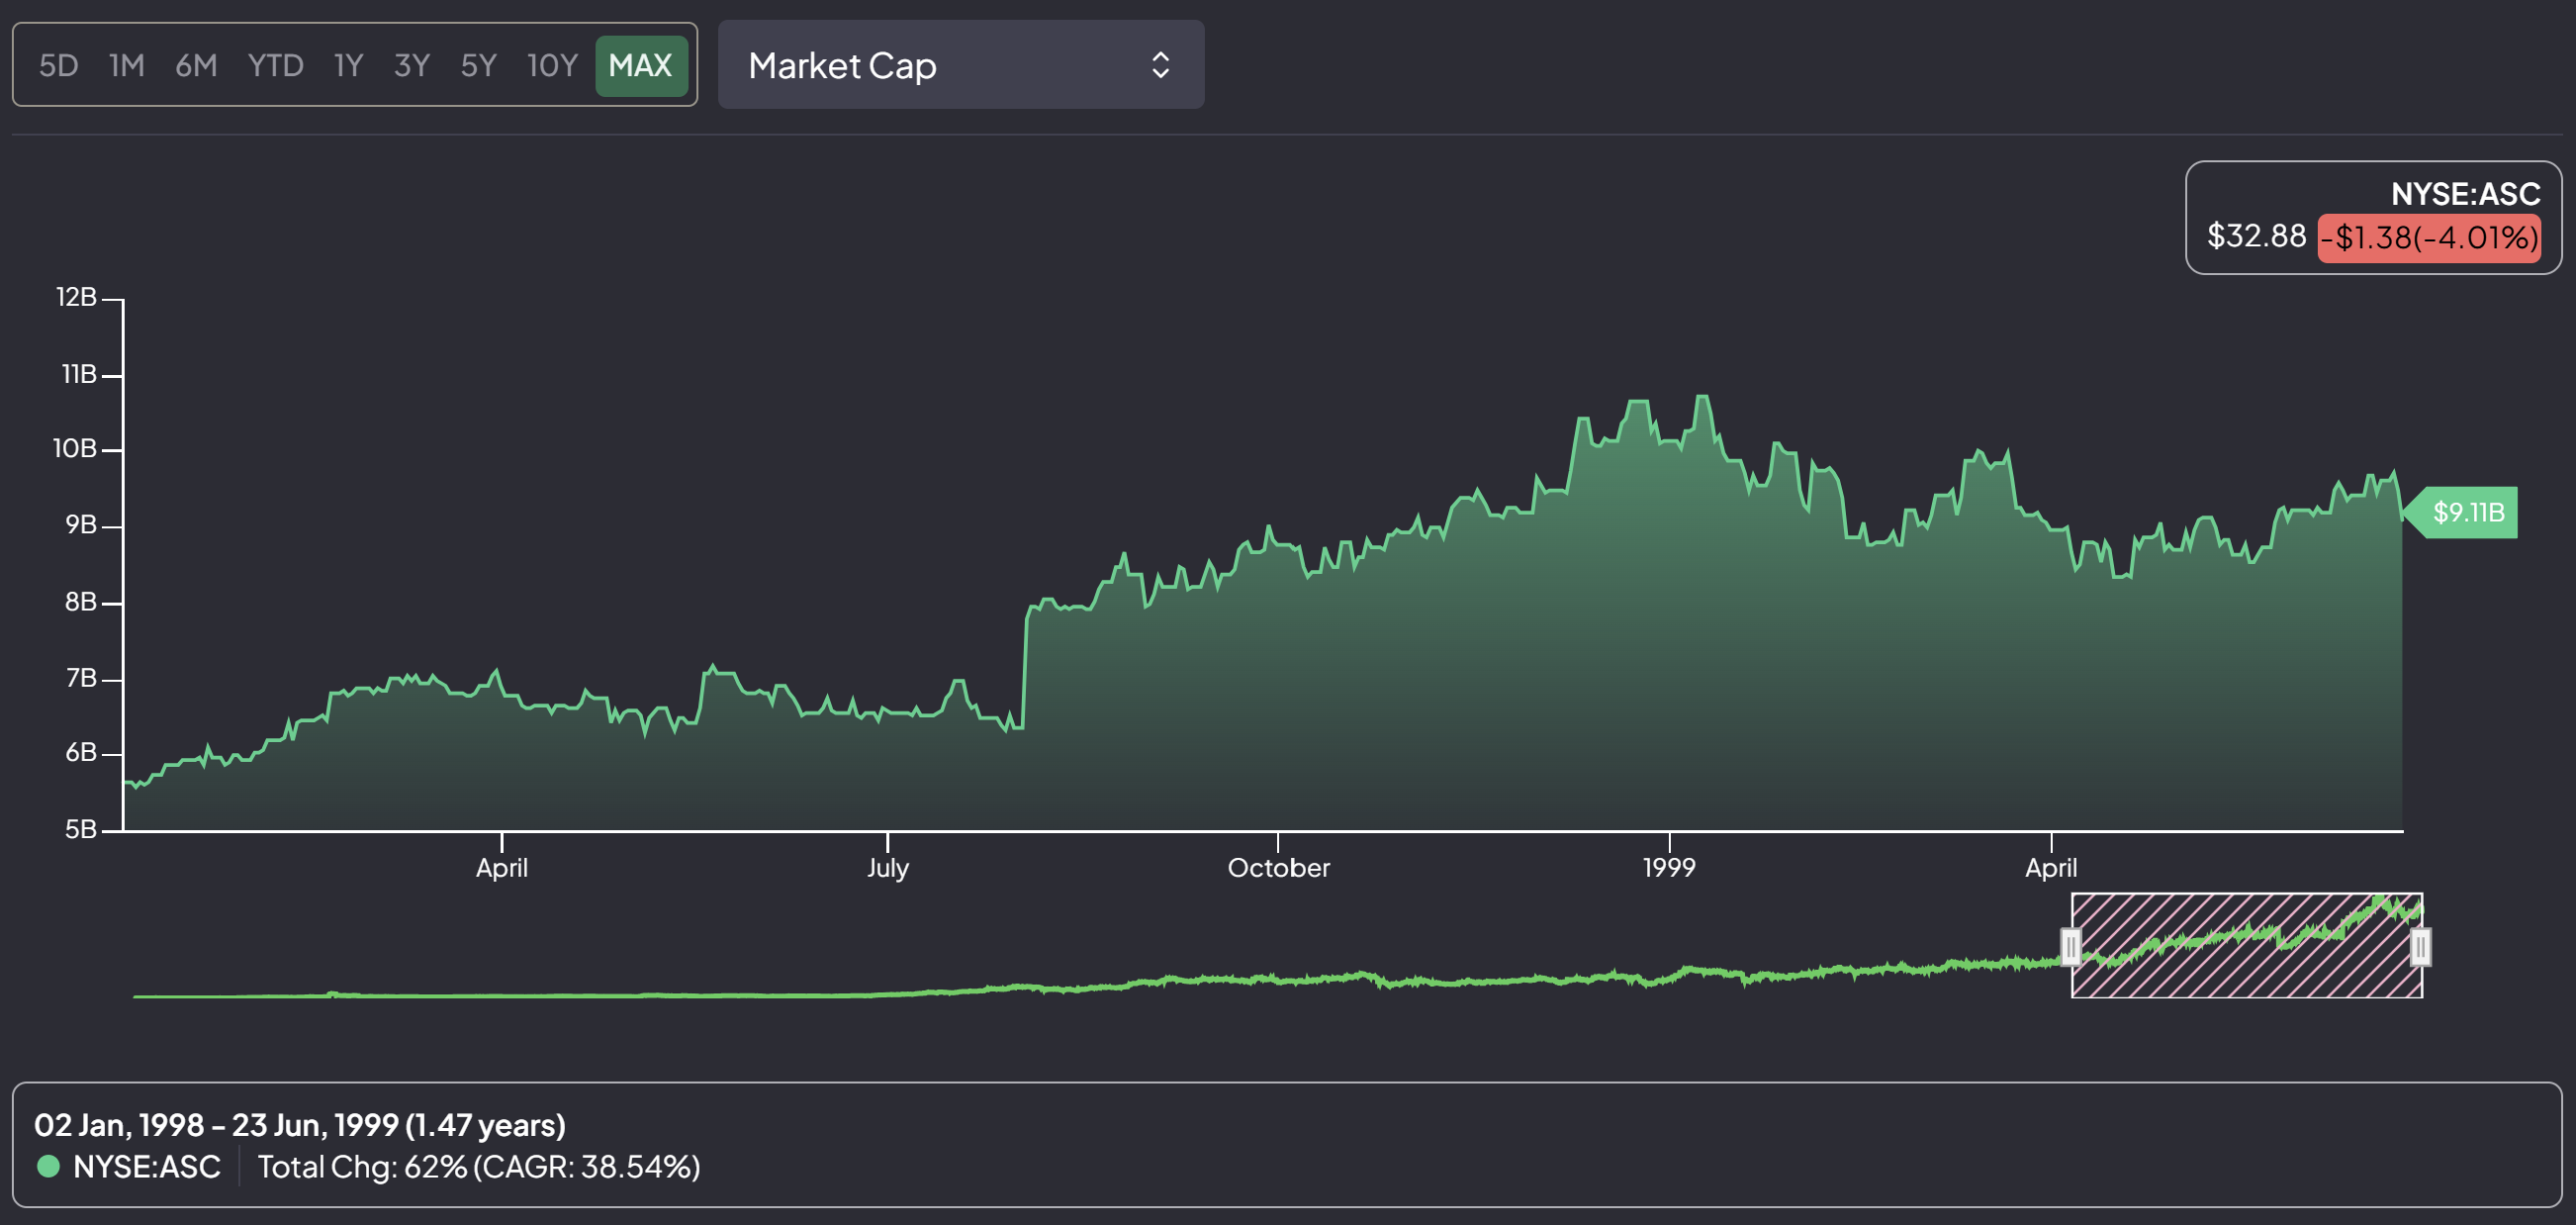 5D 1M 6M YTD 1Y 3Y 5Y 10Y MAX Market Cap
NYSE:ASC
$32.88 -$1.38(-4.01%)
12B
11B
10B
9B
$9.11B
8B
7B
6B
5B
April July October 1999 April
02 Jan, 1998 - 23 Jun, 1999 (1.47 years)
NYSE:ASC Total Chg: 62% (CAGR: 38.54%)